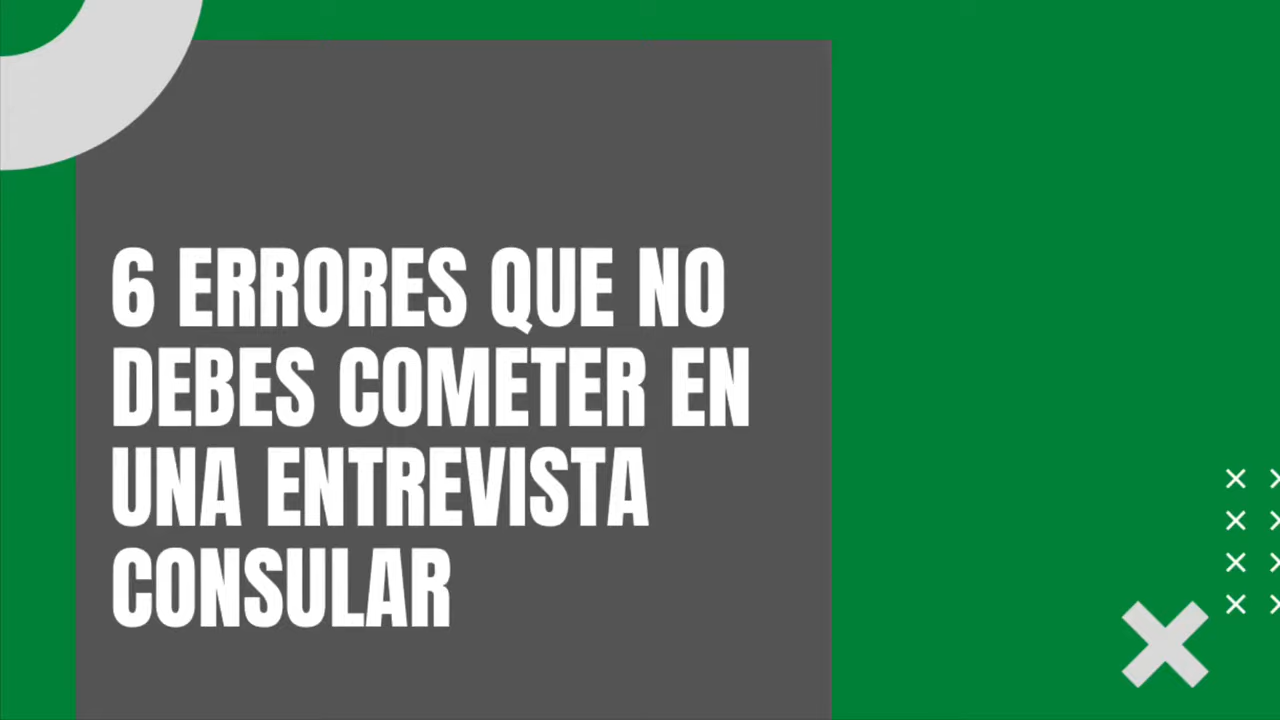 6 ERRORES QUE NO
DEBES COMETER EN
UNA ENTREVISTA
CONSULAR